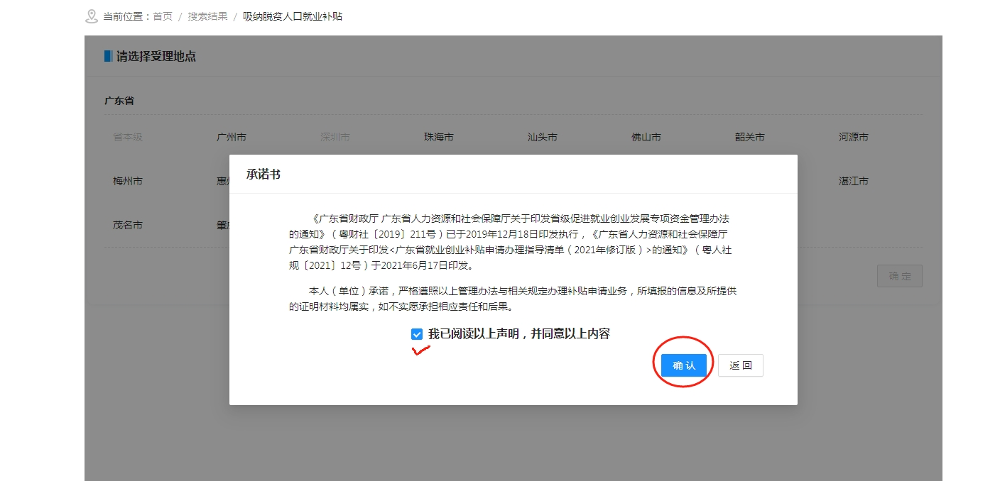 当前位置：首页 / 搜索结果 / 吸纳脱贫人口就业补贴
请选择受理地点
广东省
省本级 广州市 深圳市 珠海市 汕头市 佛山市 韶关市 河源市
梅州市 湛江市
茂名市
承诺书
《广东省财政厅 广东省人力资源和社会保障厅关于印发省级促进就业创业发展专项资金管理办法
的通知》（粤财社〔2019〕211号）已于2019年12月18日印发执行，《广东省人力资源和社会保障厅
广东省财政厅关于印发<广东省就业创业补贴申请办理指导清单（2021年修订版）>的通知》（粤人社
规〔2021〕12号）于2021年6月17日印发。
本人（单位）承诺，严格遵照以上管理办法与相关规定办理补贴申请业务，所填报的信息及所提供
的证明材料均属实，如不实愿承担相应责任和后果。
我已阅读以上声明，并同意以上内容
确 认 返 回
确 定